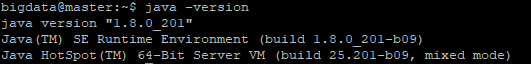 bigdata@master:~$ java -version
java version "1.8.0_201"
Java(TM) SE Runtime Environment (build 1.8.0_201-b09)
Java HotSpot(TM) 64-Bit Server VM (build 25.201-b09, mixed mode)